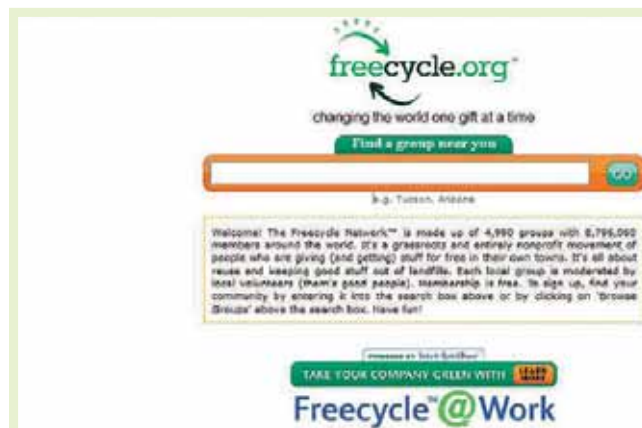 freecycle.org™
changing the world one gift at a time
Find a group near you
GO
e.g. Tucson, Arizona
Welcome! The Freecycle Network™ is made up of 4,990 groups with members around the world. It's a grassroots and entirely nonprofit movement of
people who are giving (and getting) stuff for free in their own towns. It's all about
reuse and keeping good stuff out of landfills. Each local group is moderated by
local volunteers (them's good people). Membership is free. To sign up, find your
community by entering it into the search box above or by clicking on 'Browse
Groups' above the search box. Have fun!
TAKE YOUR COMPANY GREEN WITH LEARN MORE
Freecycle™@Work